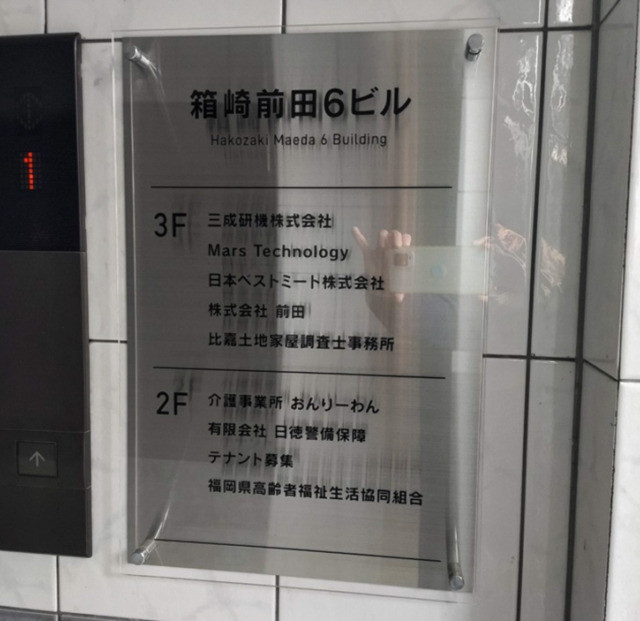 1
箱崎前田6ビル
Hakozaki Maeda 6 Building
3F 三成研機株式会社
Mars Technology
日本ベストミート株式会社
株式会社 前田
比嘉土地家屋調査士事務所
2F 介護事業所 おんりーわん
有限会社 日徳警備保障
テナント募集
福岡県高齢者福祉生活協同組合